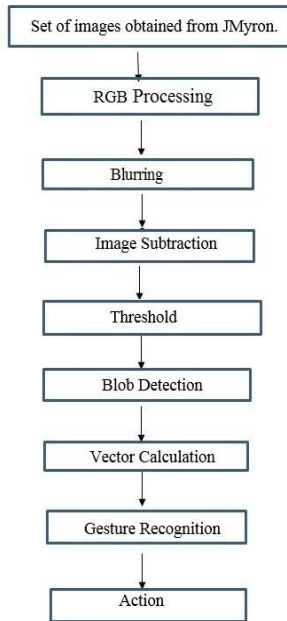 Set of images obtained from JMyron.
RGB Processing
Blurring
Image Subtraction
Threshold
Blob Detection
Vector Calculation
Gesture Recognition
Action